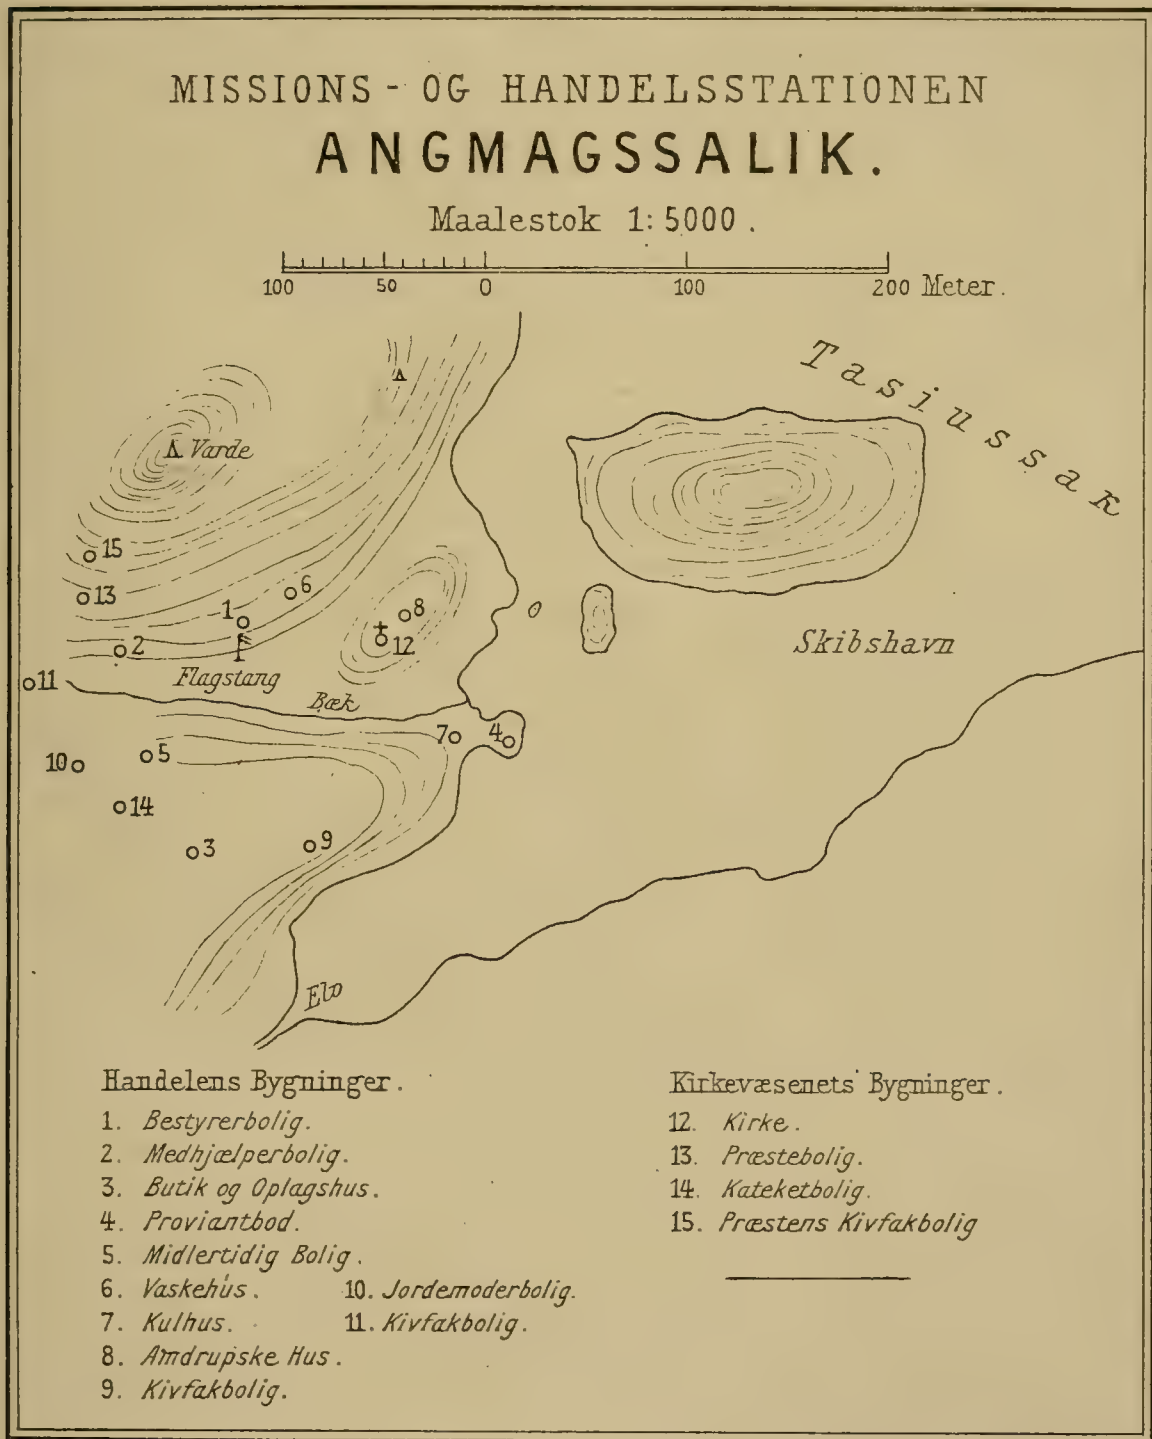 MISSIONS - OG HANDELSSTATIONEN
ANGMAGSSALIK.
Maalestok 1:5000.
100 50 0 100 200 Meter.
Tasiussak
Varde
15
13
6
1
8
12
2
11
Flagstang
Skibshavn
Bæk
7
4
10
5
14
3
9
Elv
Handelens Bygninger.
1. Bestyrerbolig.
2. Medhjælperbolig.
3. Butik og Oplagshus.
4. Proviantbod.
5. Midlertidig Bolig.
6. Vaskehus.
7. Kulhus.
8. Amdrupske Hus.
9. Kivfakbolig.
10. Jordemoderbolig.
11. Kivfakbolig.
Kirkevæsenets Bygninger.
12. Kirke.
13. Præstebolig.
14. Kateketbolig.
15. Præstens Kivfakbolig